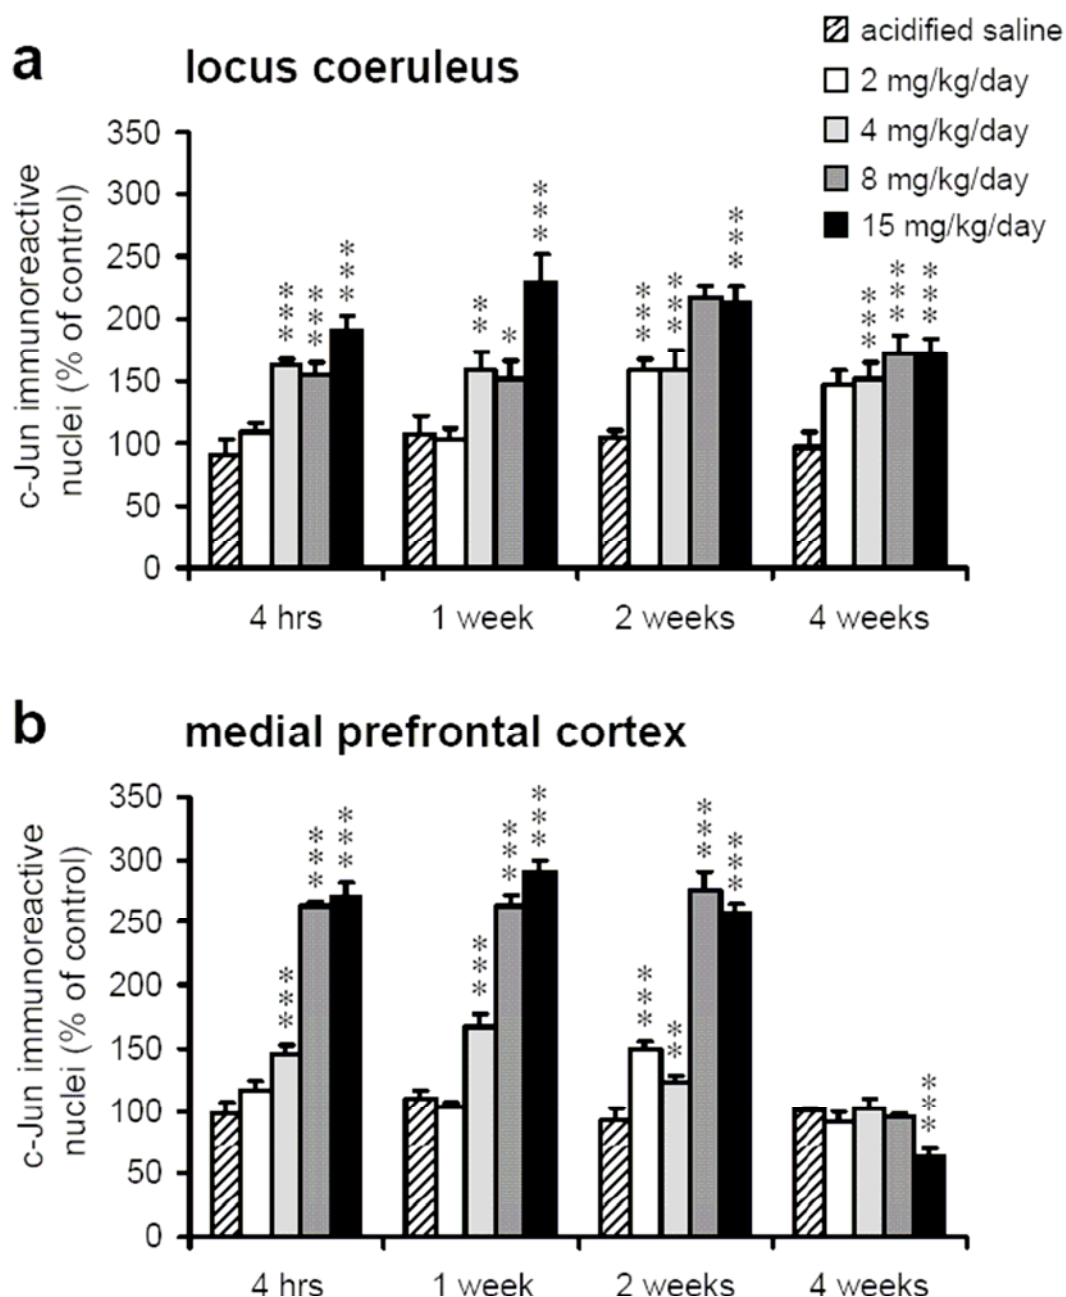 a
locus coeruleus
acidified saline
2 mg/kg/day
4 mg/kg/day
8 mg/kg/day
15 mg/kg/day
c-Jun immunoreactive
nuclei (% of control)
350
300
250
200
150
100
50
0
***
***
***
**
*
***
***
***
***
***
***
***
4 hrs
1 week
2 weeks
4 weeks
b
medial prefrontal cortex
c-Jun immunoreactive
nuclei (% of control)
350
300
250
200
150
100
50
0
***
***
***
***
***
***
***
**
***
***
***
4 hrs
1 week
2 weeks
4 weeks